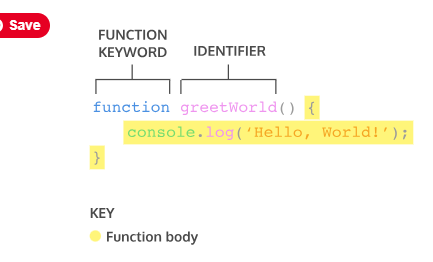 Save
FUNCTION
KEYWORD
IDENTIFIER
function greetWorld() {
console.log(‘Hello, World!’);
}
KEY
Function body